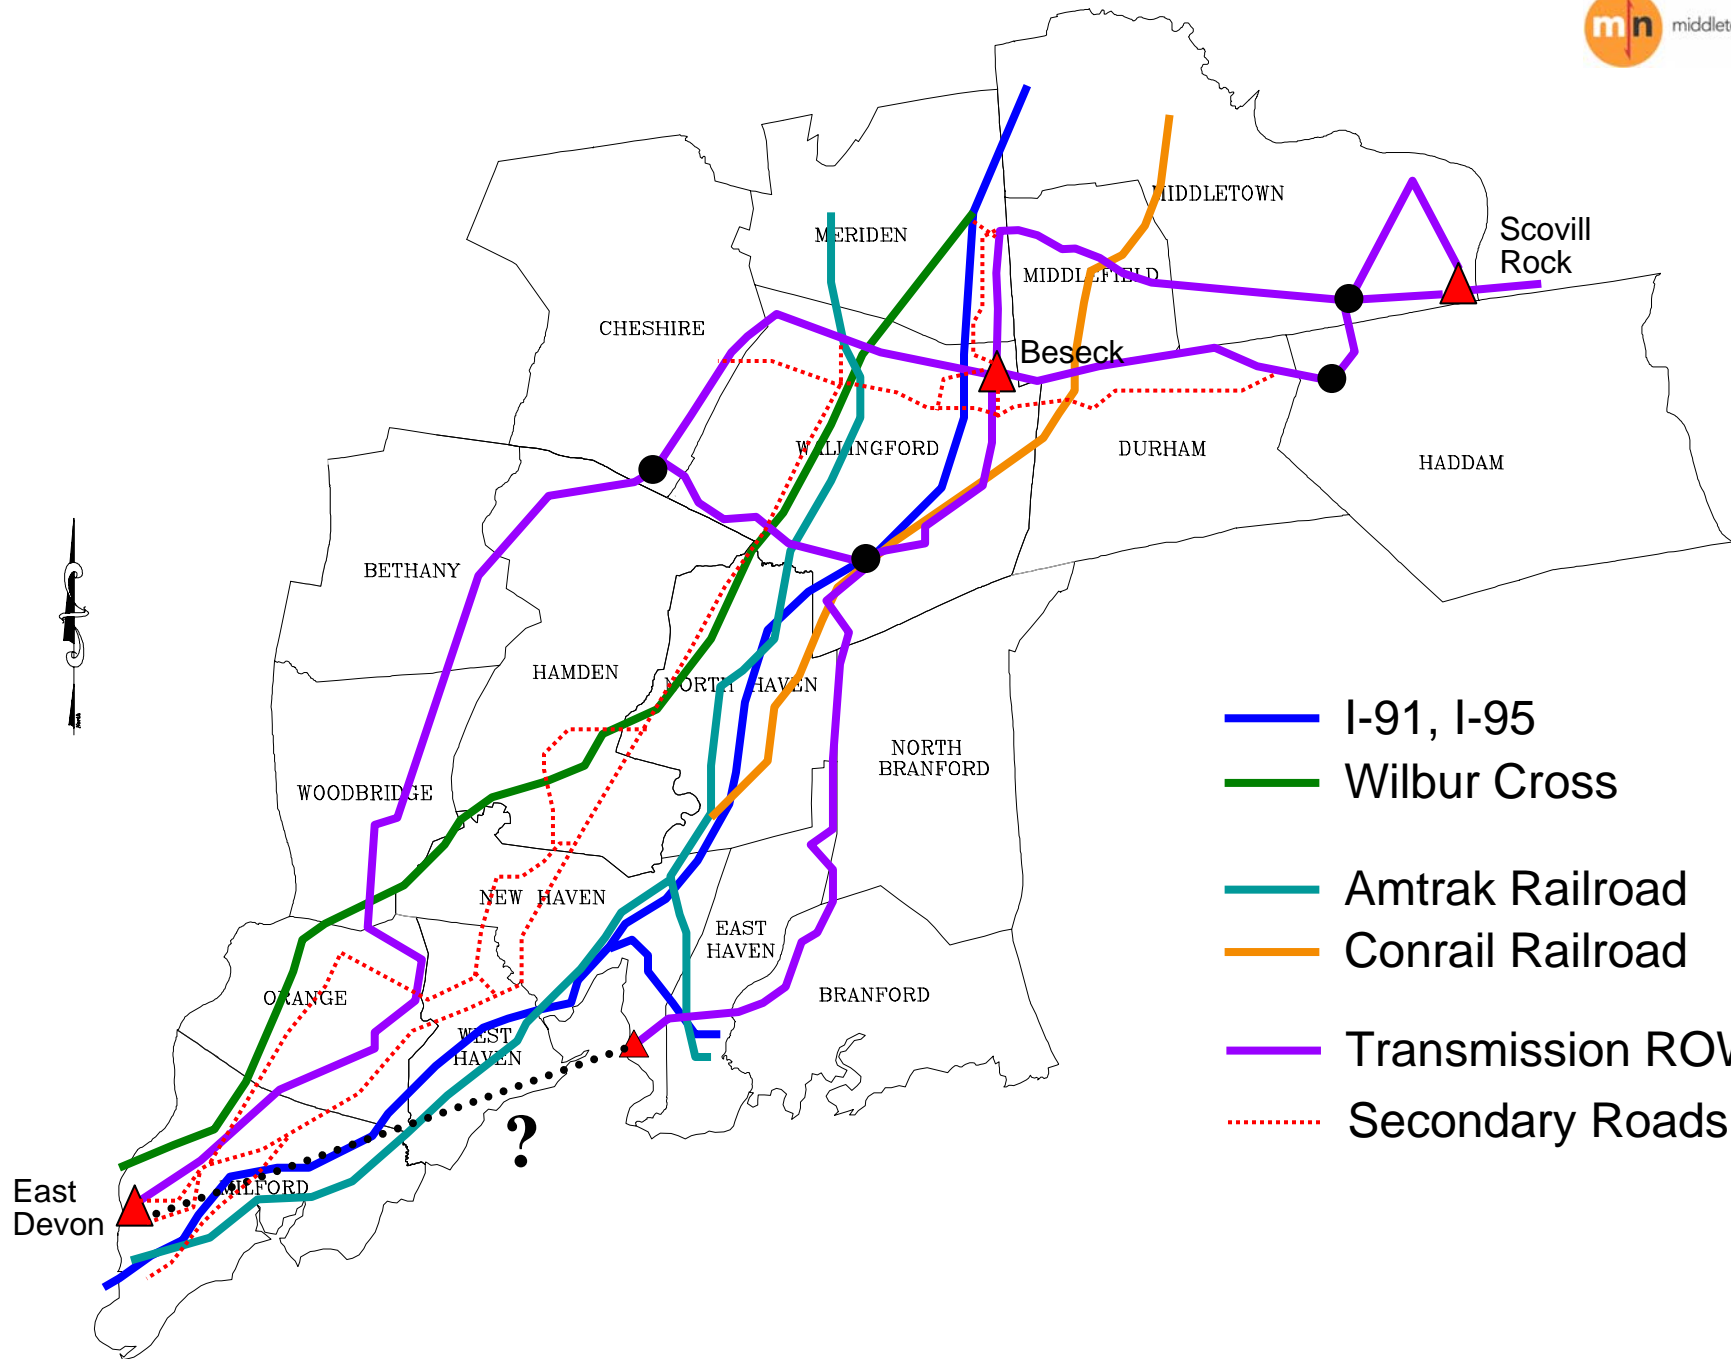 mn
middlet
MIDDLETOWN
MERIDEN
Scovill
Rock
MIDDLEFIELD
CHESHIRE
Beseck
WALLINGFORD
DURHAM
HADDAM
BETHANY
HAMDEN
NORTH HAVEN
I-91, I-95
NORTH
BRANFORD
Wilbur Cross
WOODBRIDGE
Amtrak Railroad
NEW HAVEN
EAST
HAVEN
Conrail Railroad
ORANGE
BRANFORD
WEST
HAVEN
Transmission ROW
Secondary Roads
?
MILFORD
East
Devon